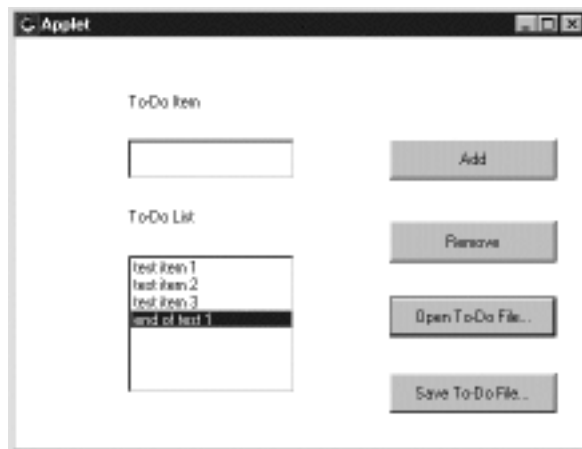 Applet
To-Do Item
Add
To-Do List
Remove
test item 1
test item 2
test item 3
end of test 1
Open To-Do File...
Save To-Do File...